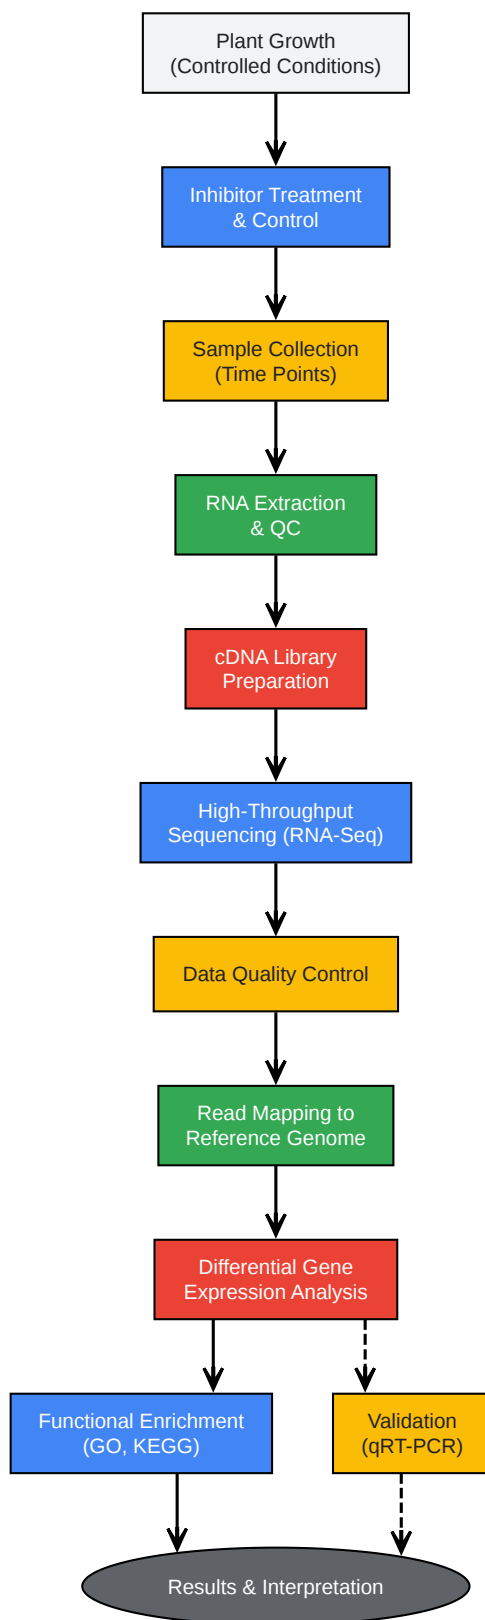 Plant Growth
(Controlled Conditions)
Inhibitor Treatment
& Control
Sample Collection
(Time Points)
RNA Extraction
& QC
cDNA Library
Preparation
High-Throughput
Sequencing (RNA-Seq)
Data Quality Control
Read Mapping to
Reference Genome
Differential Gene
Expression Analysis
Functional Enrichment
(GO, KEGG)
Validation
(qRT-PCR)
Results & Interpretation